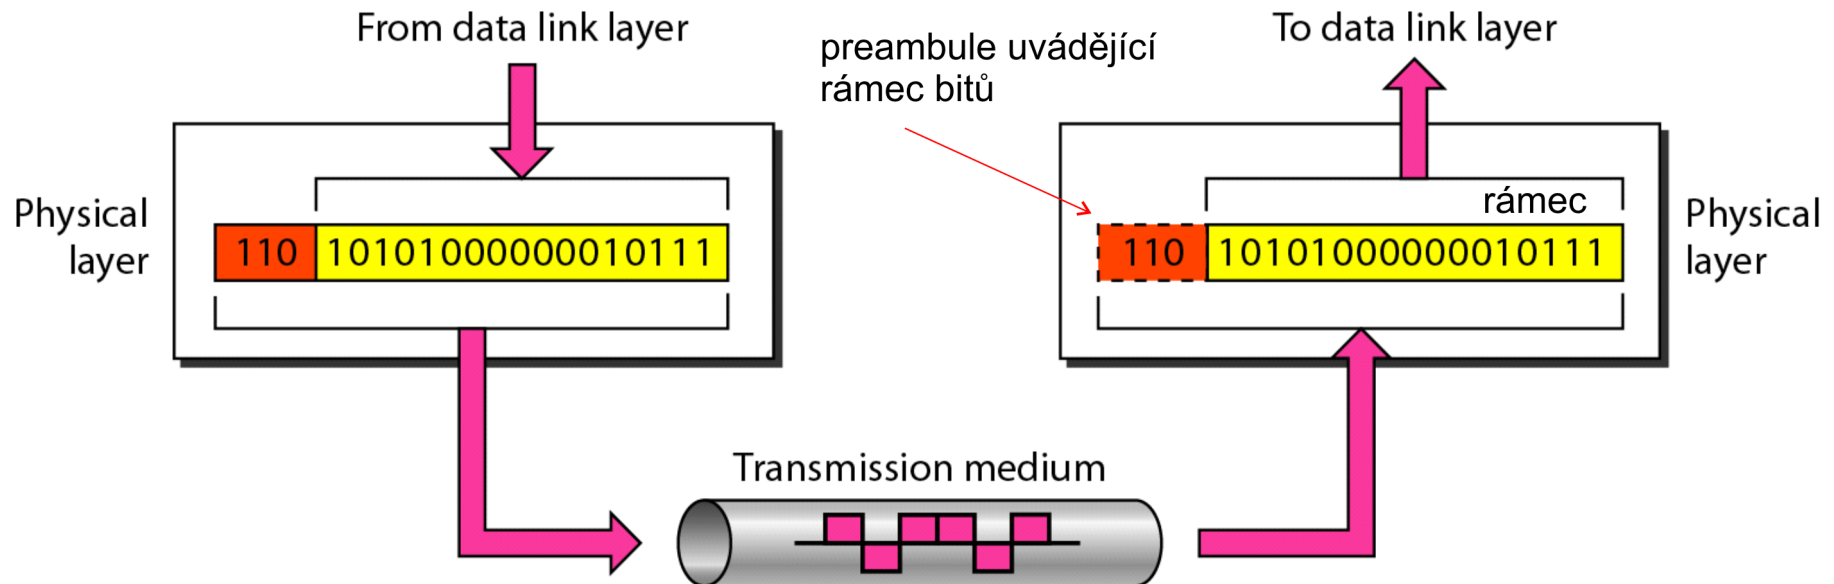 From data link layer
To data link layer
preambule uvádějící
rámec bitů
Physical
layer
110 10101000000010111
rámec
110 10101000000010111
Physical
layer
Transmission medium